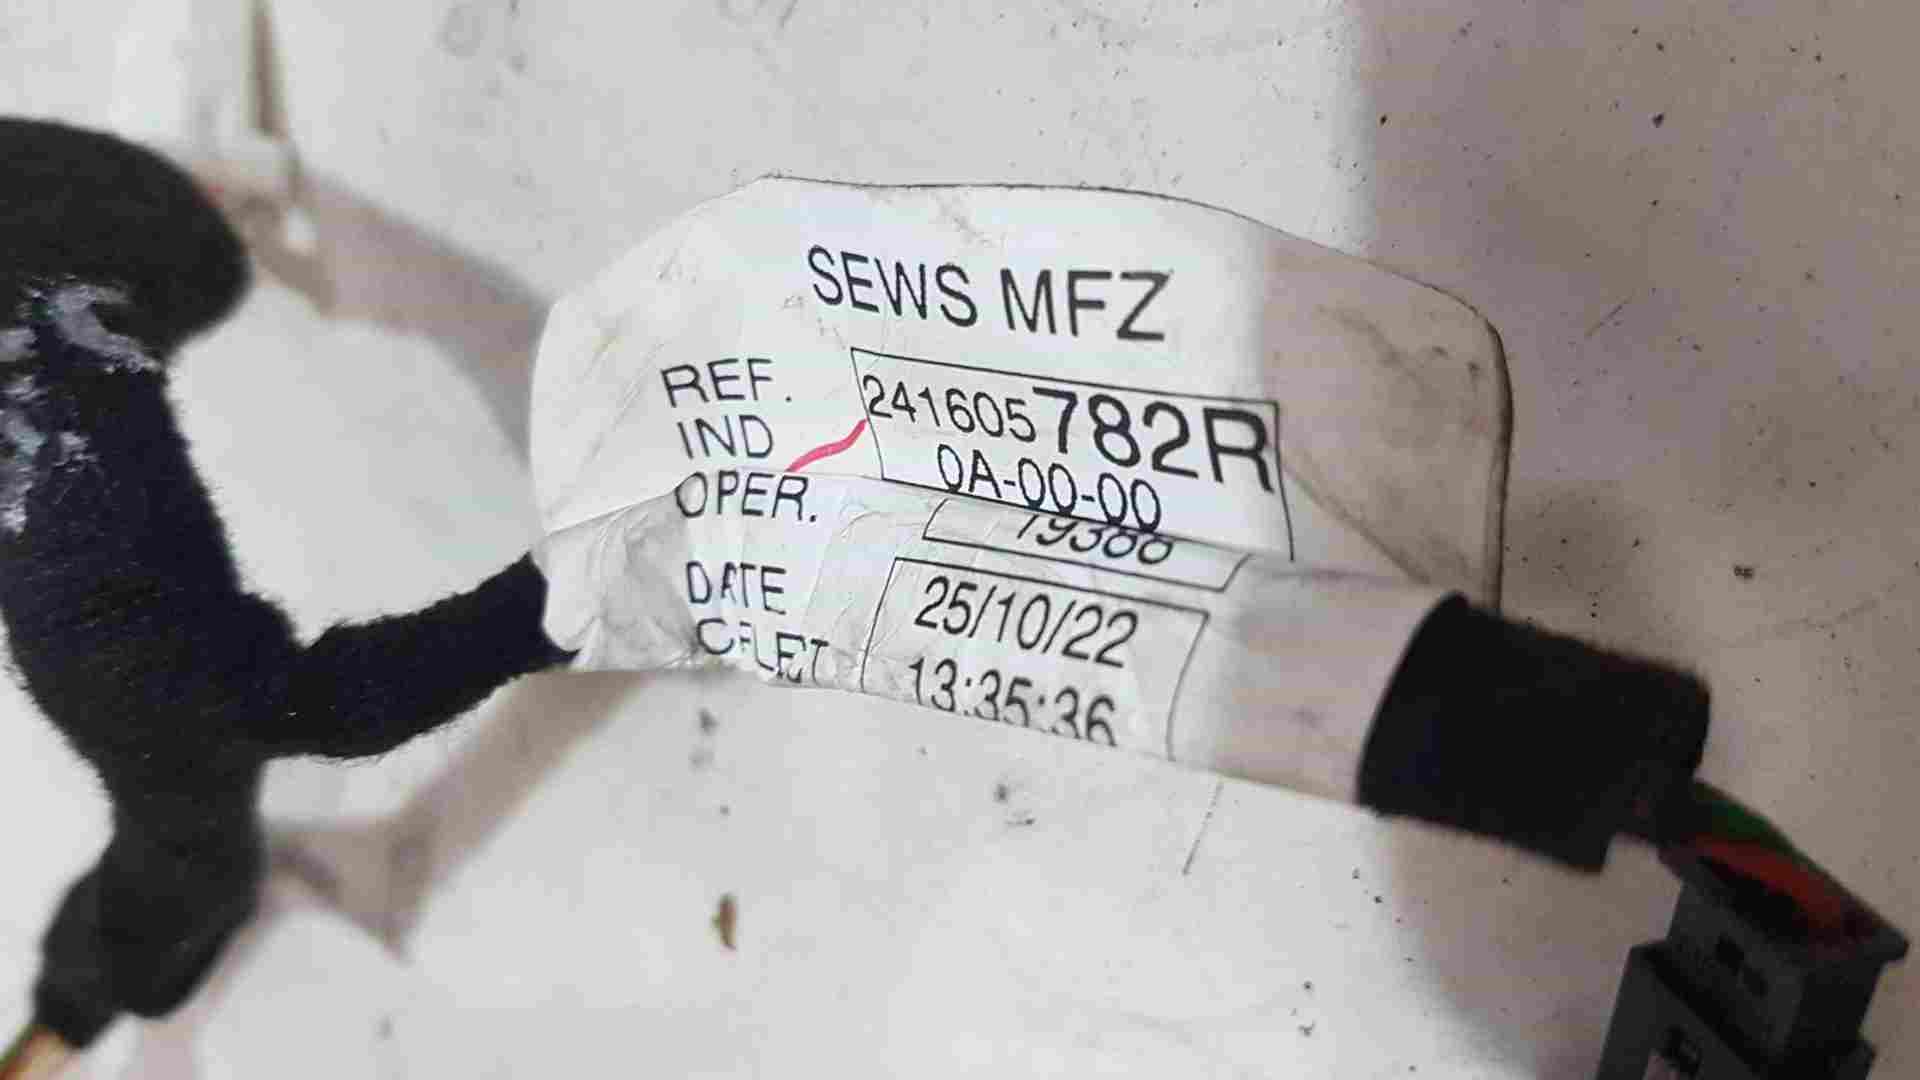 SEWS MFZ
REF. 241605782R
IND 0A-00-00
OPER.
DATE 25/10/22
13:35:36